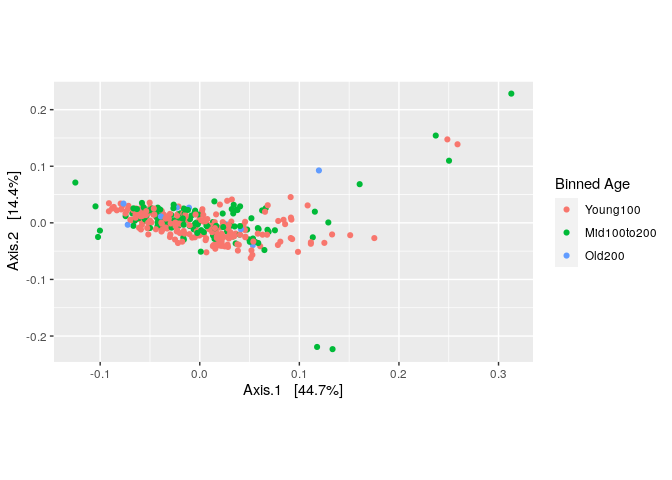 0.2
0.1
0.0
-0.1
-0.2
Axis.2 [14.4%]
-0.1 0.0 0.1 0.2 0.3
Axis.1 [44.7%]
Binned Age
Young100
Mid100to200
Old200